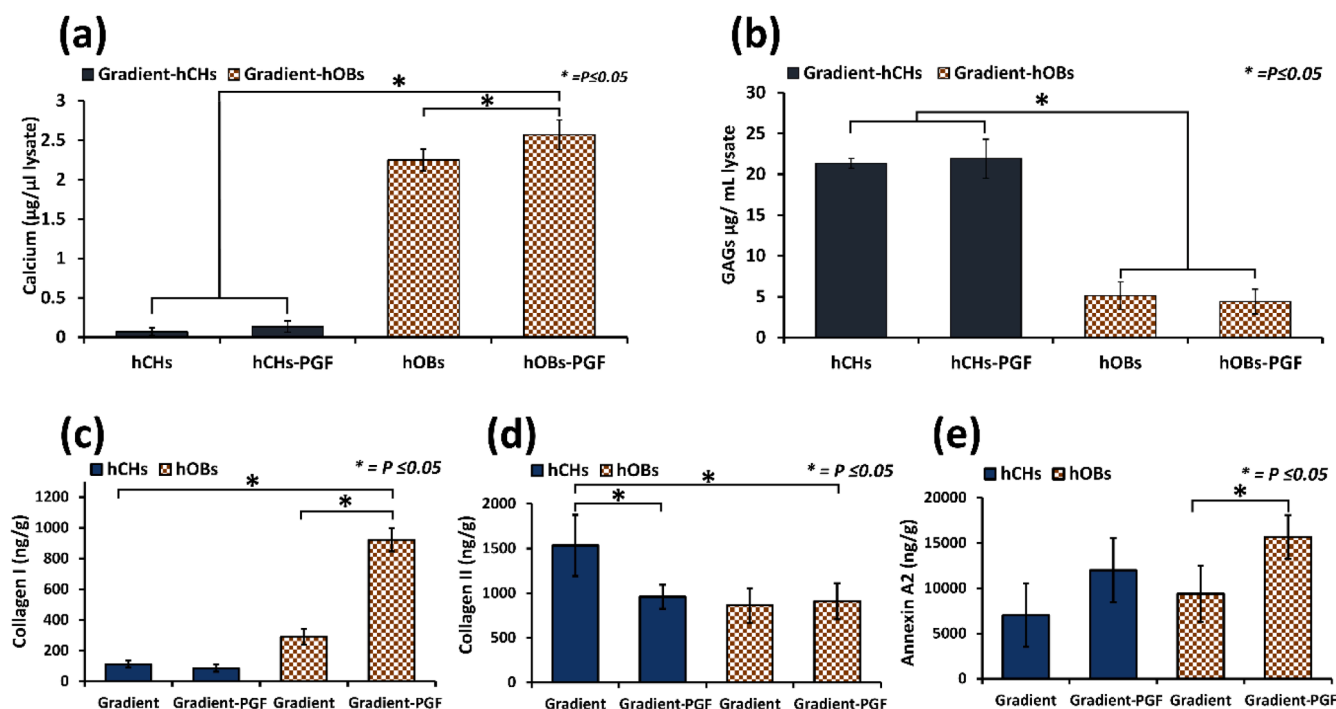 (a)
Gradient-hCHs Gradient-hOBs
* =P≤0.05
*
*
3
2.5
2
1.5
1
0.5
0
Calcium (µg/µl lysate)
hCHs hCHs-PGF hOBs hOBs-PGF
(b)
Gradient-hCHs Gradient-hOBs
* =P≤0.05
*
30
25
20
15
10
5
0
GAGs µg/ mL lysate
hCHs hCHs-PGF hOBs hOBs-PGF
(c)
hCHs hOBs
* = P ≤0.05
*
*
1200
1000
800
600
400
200
0
Collagen I (ng/g)
Gradient Gradient-PGF Gradient Gradient-PGF
(d)
hCHs hOBs
* = P ≤0.05
*
*
2000
1500
1000
500
0
Collagen II (ng/g)
Gradient Gradient-PGF Gradient Gradient-PGF
(e)
hCHs hOBs
* = P ≤0.05
*
20000
15000
10000
5000
0
Annexin A2 (ng/g)
Gradient Gradient-PGF Gradient Gradient-PGF